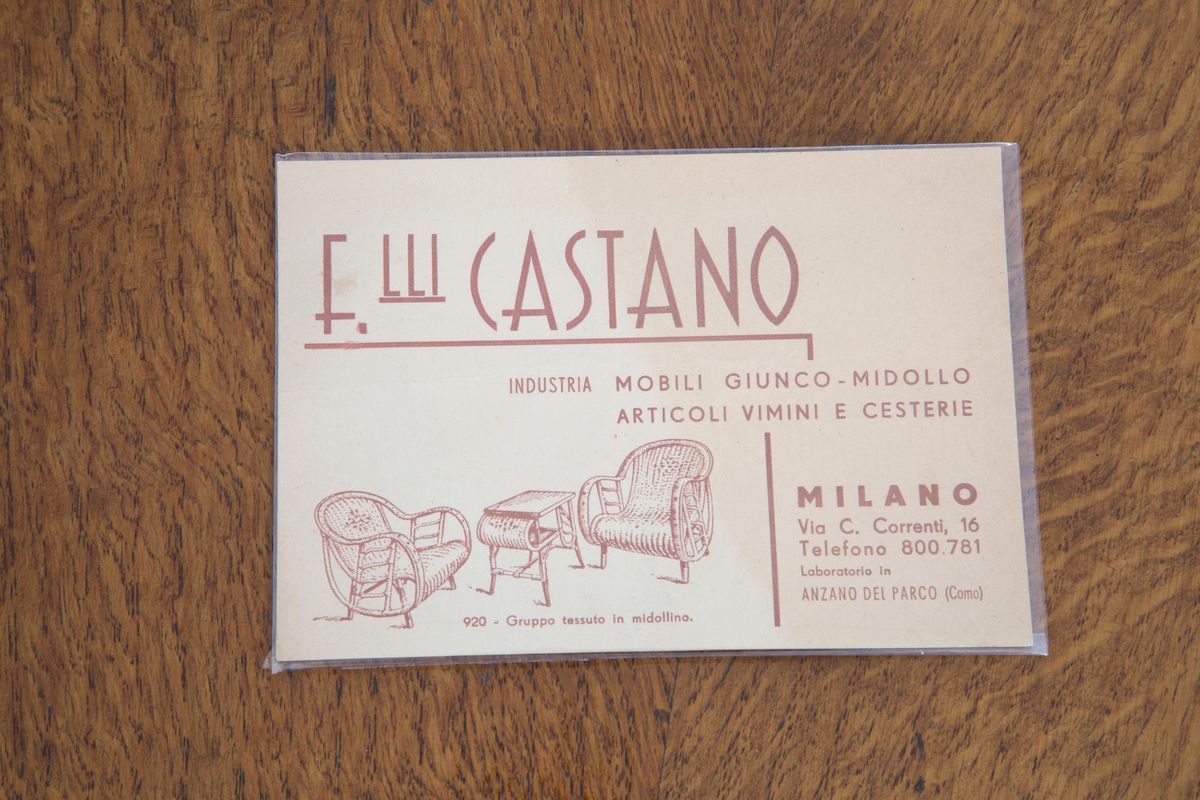 F.LLI CASTANO
INDUSTRIA MOBILI GIUNCO-MIDOLLO
ARTICOLI VIMINI E CESTERIE
MILANO
Via C. Correnti, 16
Telefono 800.781
Laboratorio in
ANZANO DEL PARCO (Como)
920 - Gruppo tessuto in midollino.